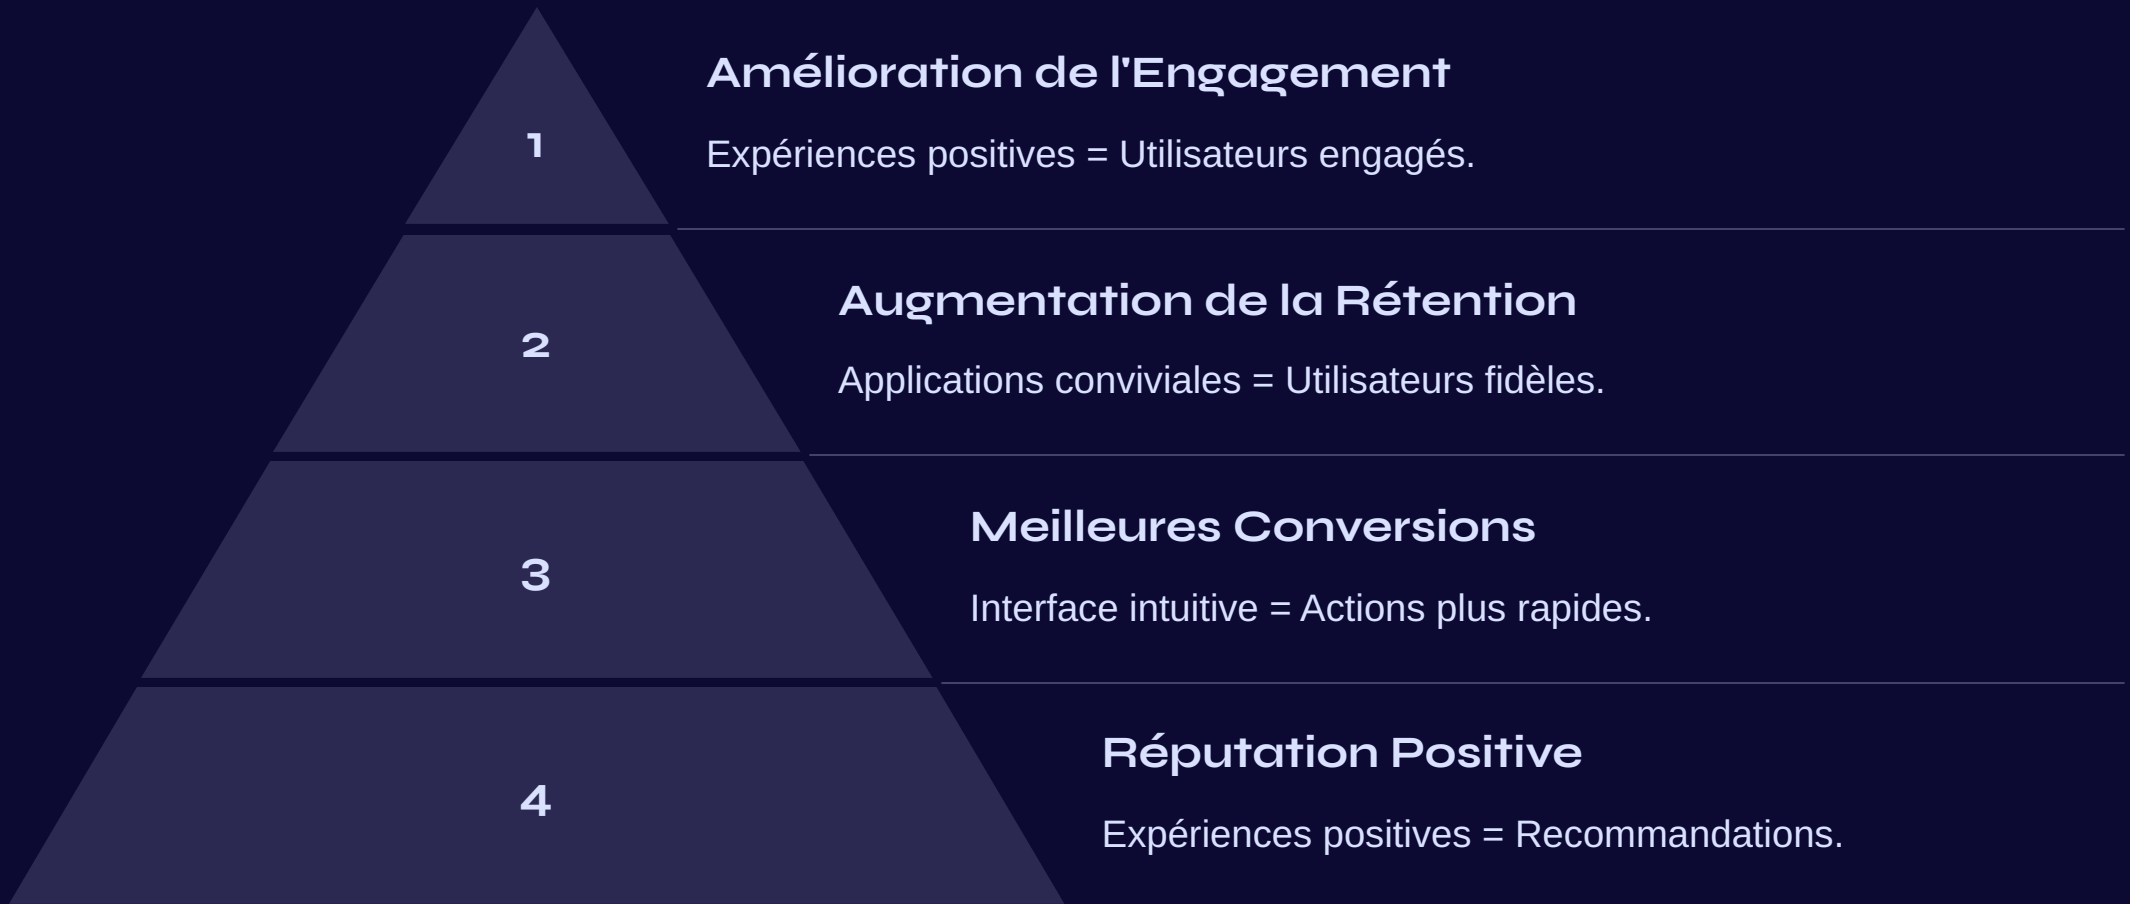 1
Amélioration de l'Engagement
Expériences positives = Utilisateurs engagés.
2
Augmentation de la Rétention
Applications conviviales = Utilisateurs fidèles.
3
Meilleures Conversions
Interface intuitive = Actions plus rapides.
4
Réputation Positive
Expériences positives = Recommandations.